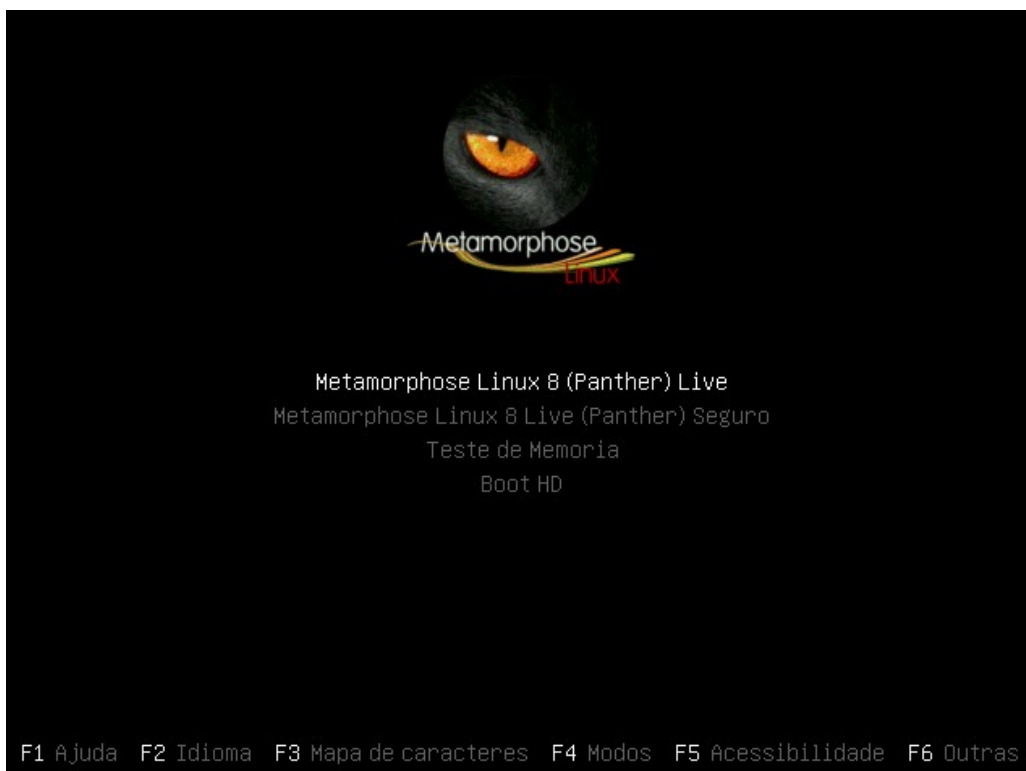 Metamorphose
Linux
Metamorphose Linux 8 (Panther) Live
Metamorphose Linux 8 Live (Panther) Seguro
Teste de Memoria
Boot HD
F1 Ajuda F2 Idioma F3 Mapa de caracteres F4 Modos F5 Acessibilidade F6 Outras